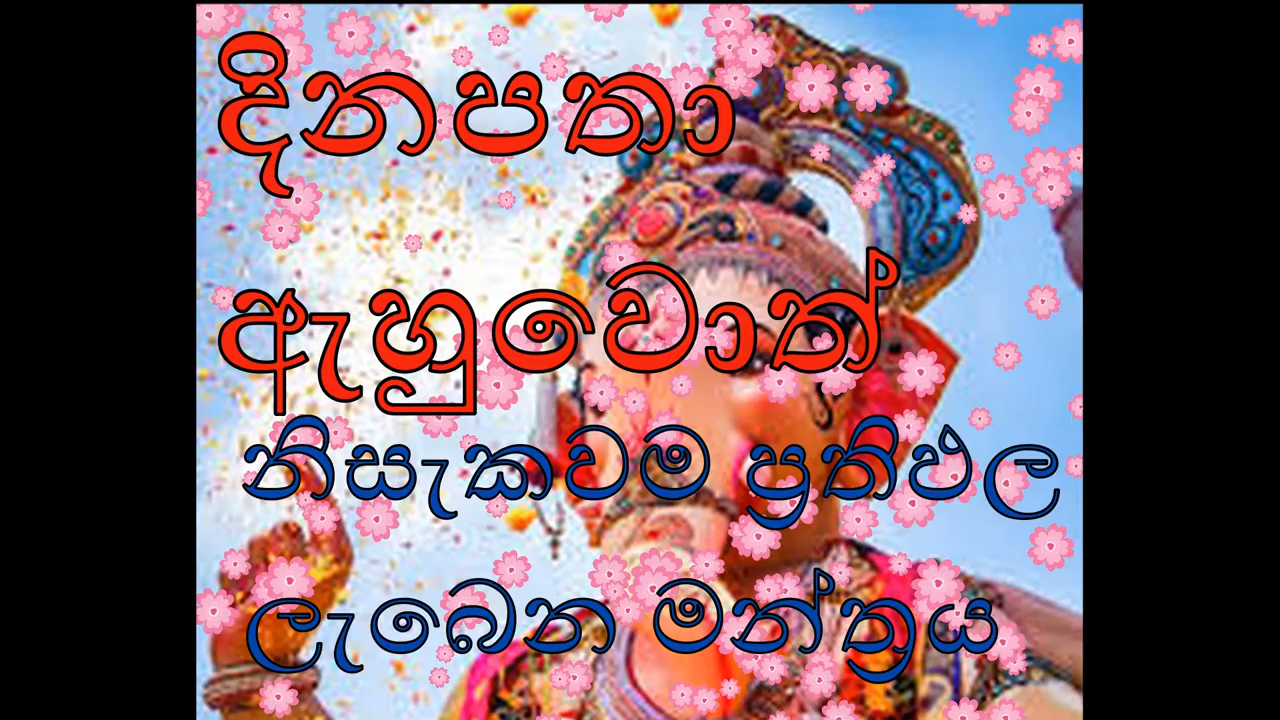 දිනපතා
ඇහුවොත්
නිසැකවම ප්‍රතිඵල
ලැබෙන මන්ත්‍රය